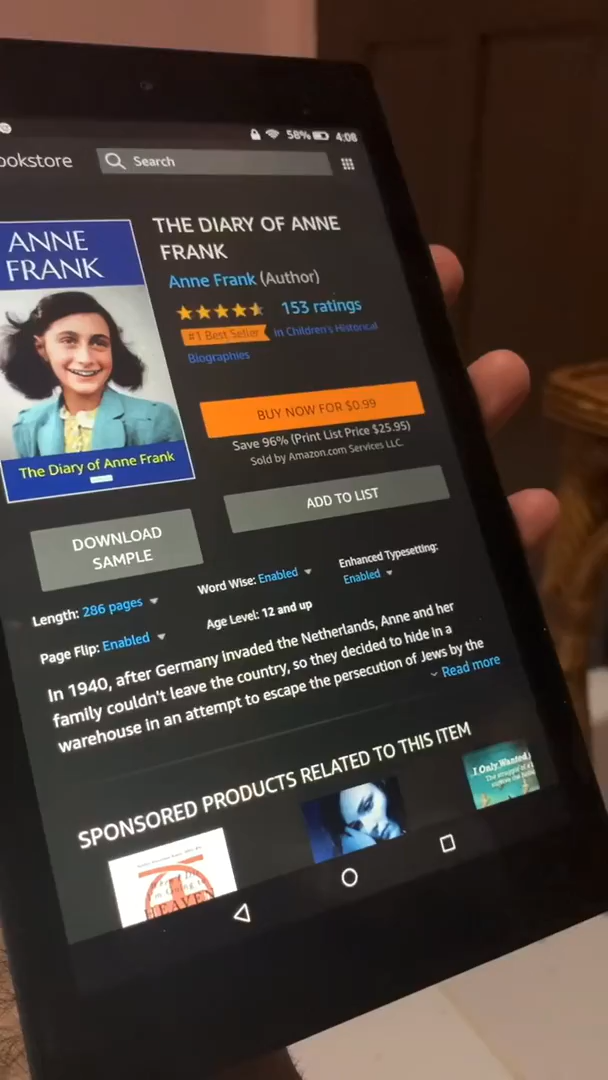 58% 4:08
ookstore
Search
ANNE
FRANK
The Diary of Anne Frank
THE DIARY OF ANNE
FRANK
Anne Frank (Author)
153 ratings
#1 Best Seller in Children's Historical
Biographies
BUY NOW FOR $0.99
Save 96% (Print List Price $25.95)
Sold by Amazon.com Services LLC.
ADD TO LIST
DOWNLOAD
SAMPLE
Length: 286 pages
Word Wise: Enabled
Enhanced Typesetting:
Enabled
Page Flip: Enabled
Age Level: 12 and up
In 1940, after Germany invaded the Netherlands, Anne and her
family couldn't leave the country, so they decided to hide in a
warehouse in an attempt to escape the persecution of Jews by the
Read more
SPONSORED PRODUCTS RELATED TO THIS ITEM
I Only Wanted
The struggle of a
HEAVEN